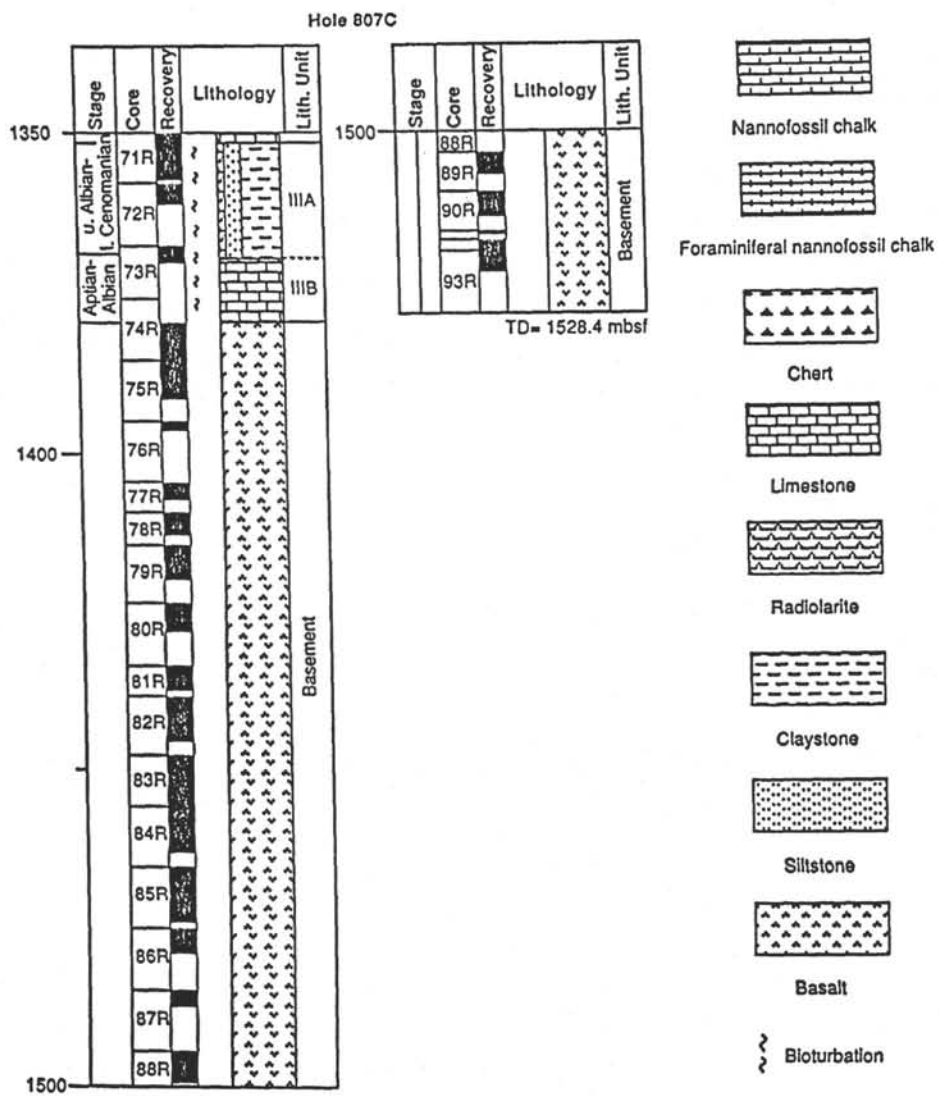 Hole 807C
Stage
Core
Recovery
Lithology
Lith. Unit
1350
71R
72R
73R
74R
75R
76R
77R
78R
79R
80R
81R
82R
83R
84R
85R
86R
87R
88R
u. Albian-
l. Cenomanian
Aptian-
Albian
IIIA
IIIB
Basement
1400
1500
Stage
Core
Recovery
Lithology
Lith. Unit
1500
88R
89R
90R
93R
Basement
TD= 1528.4 mbsf
Nannofossil chalk
Foraminiferal nannofossil chalk
Chert
Limestone
Radiolarite
Claystone
Siltstone
Basalt
Bioturbation